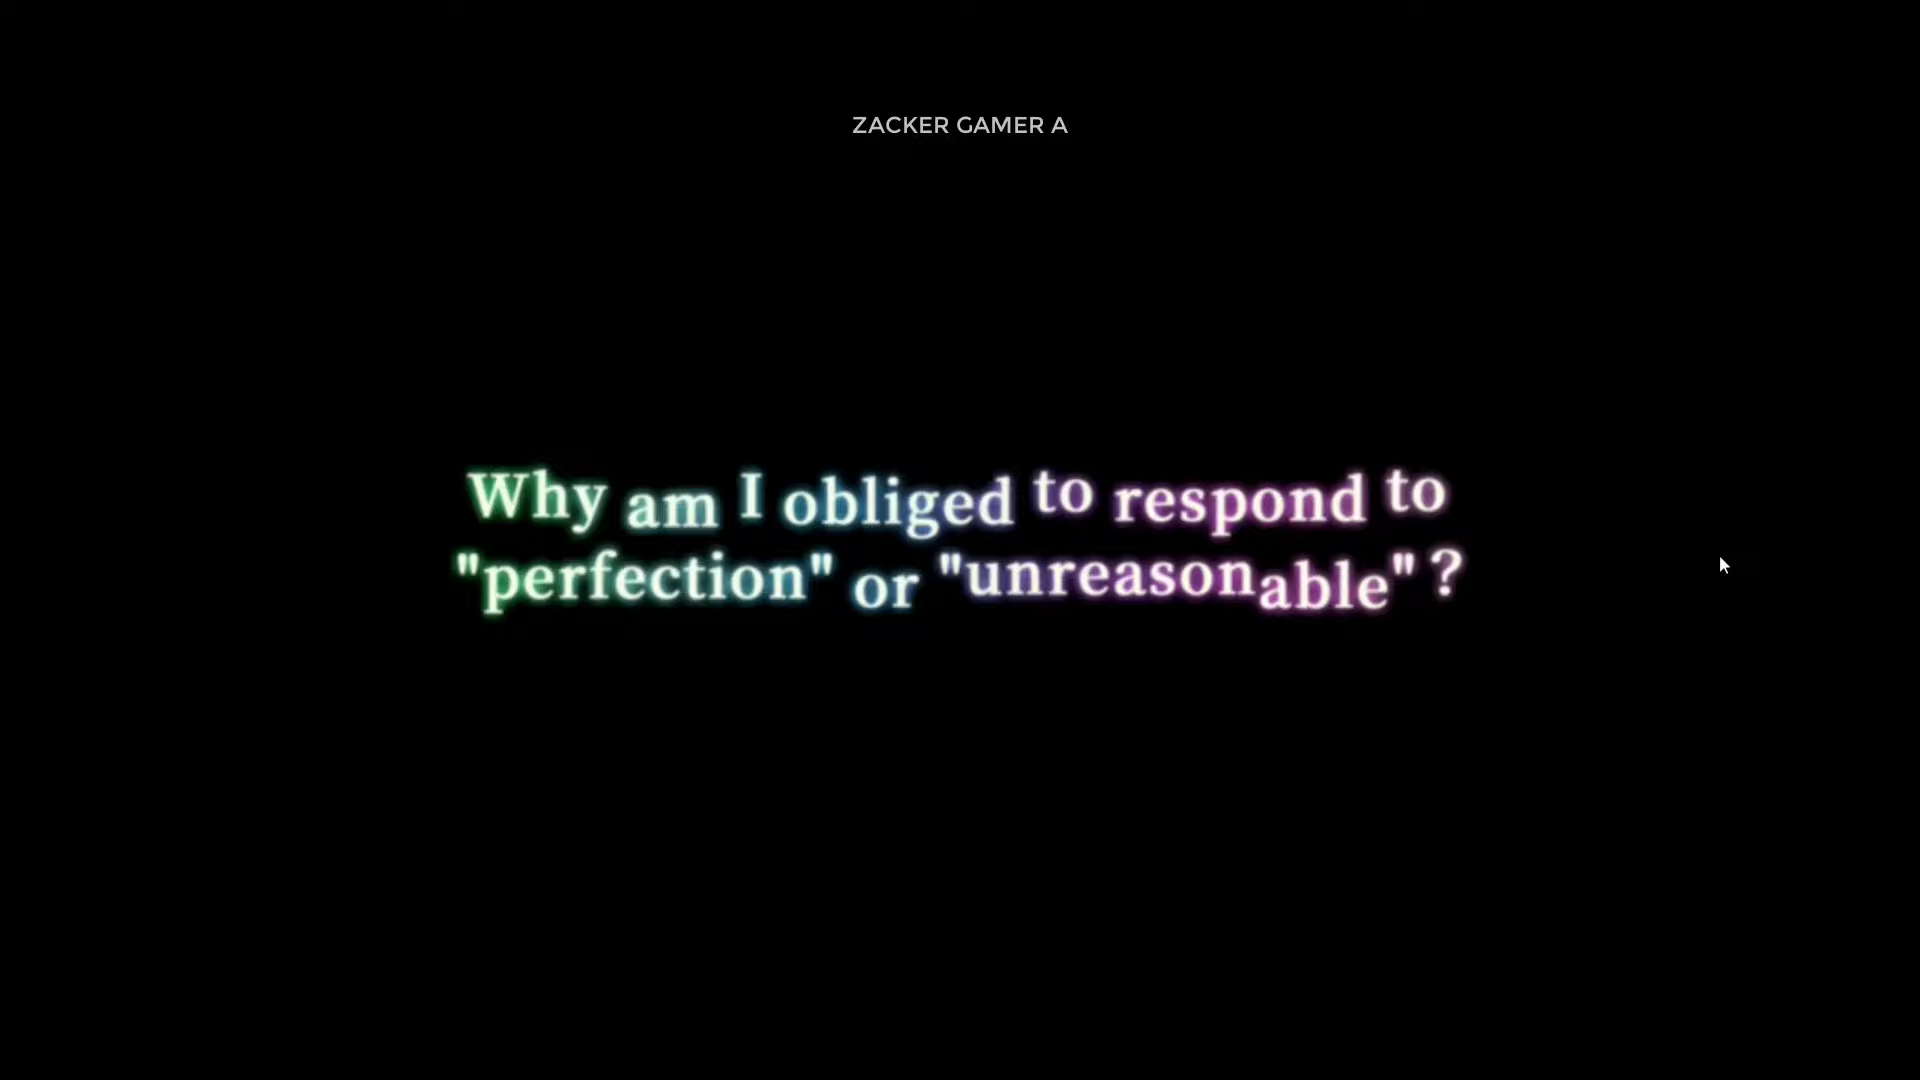 ZACKER GAMER A
Why am I obliged to respond to
"perfection" or "unreasonable" ?